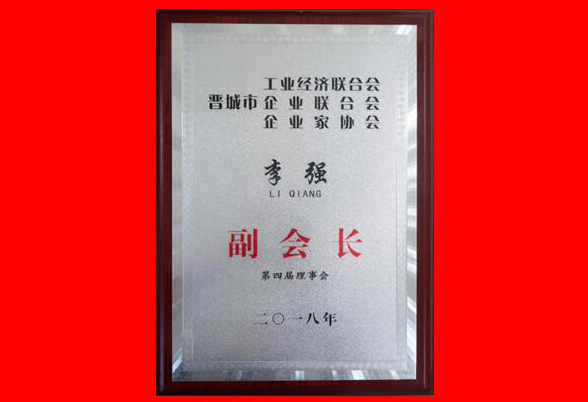 工业经济联合会
晋城市企业联合会
企业家协会
李强
LI QIANG
副会长
第四届理事会
二〇一八年